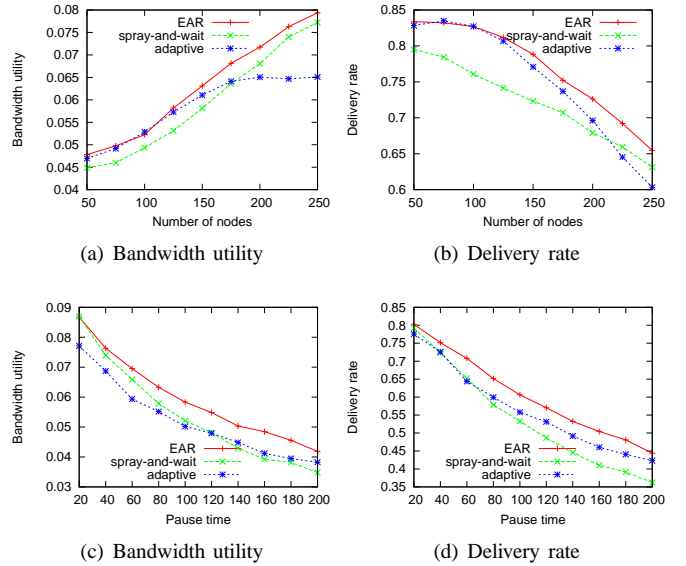 0.08
0.075
0.07
0.065
0.06
0.055
0.05
0.045
0.04
Bandwidth utility
EAR
spray-and-wait
adaptive
50 100 150 200 250
Number of nodes
(a) Bandwidth utility
0.85
0.8
0.75
0.7
0.65
0.6
Delivery rate
EAR
spray-and-wait
adaptive
50 100 150 200 250
Number of nodes
(b) Delivery rate
0.09
0.08
0.07
0.06
0.05
0.04
0.03
Bandwidth utility
EAR
spray-and-wait
adaptive
20 40 60 80 100 120 140 160 180 200
Pause time
(c) Bandwidth utility
0.85
0.8
0.75
0.7
0.65
0.6
0.55
0.5
0.45
0.4
0.35
Delivery rate
EAR
spray-and-wait
adaptive
20 40 60 80 100 120 140 160 180 200
Pause time
(d) Delivery rate